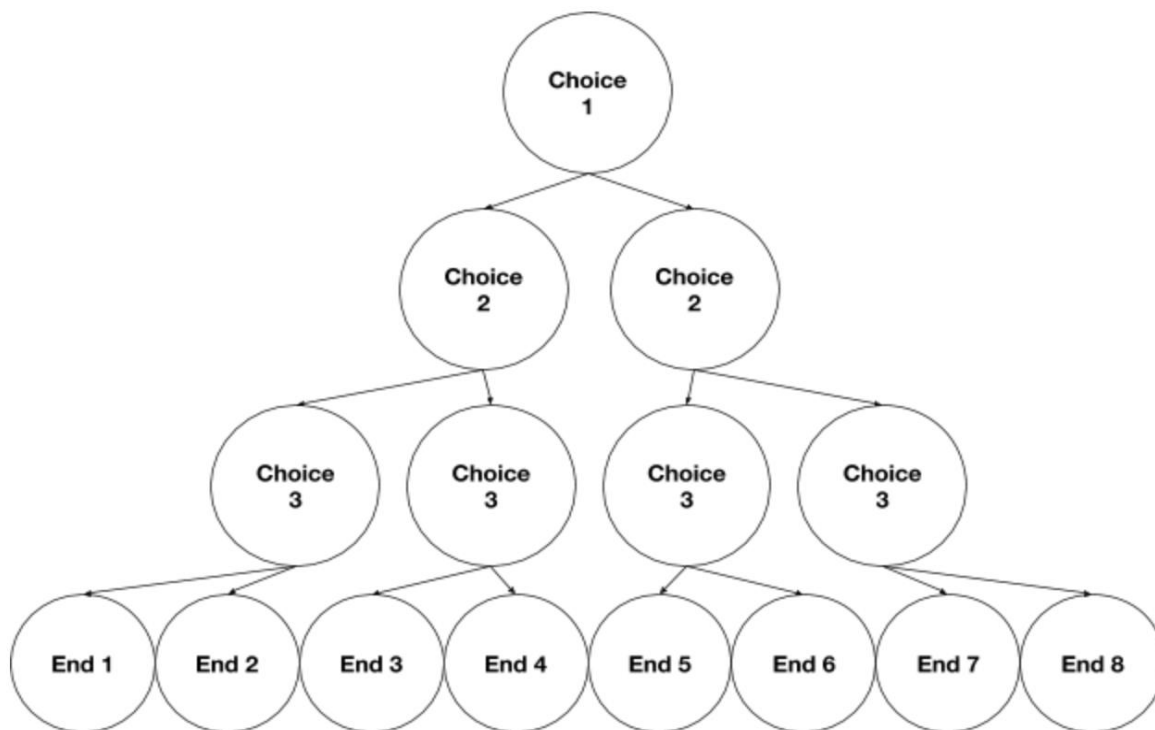 Choice
1
Choice
2
Choice
2
Choice
3
Choice
3
Choice
3
Choice
3
End 1
End 2
End 3
End 4
End 5
End 6
End 7
End 8